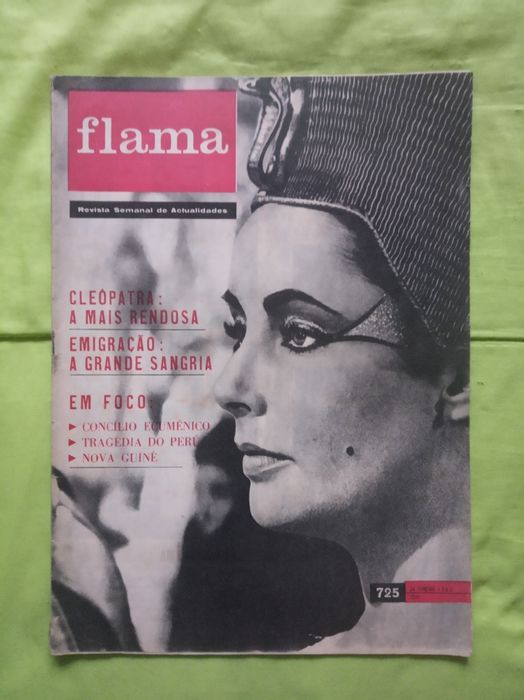 flama
Revista Semanal de Actualidades
CLEÓPATRA:
A MAIS RENDOSA
EMIGRAÇÃO:
A GRANDE SANGRIA
EM FOCO:
CONCÍLIO ECUMÉNICO
TRAGÉDIA DO PERU
NOVA GUINÉ
725